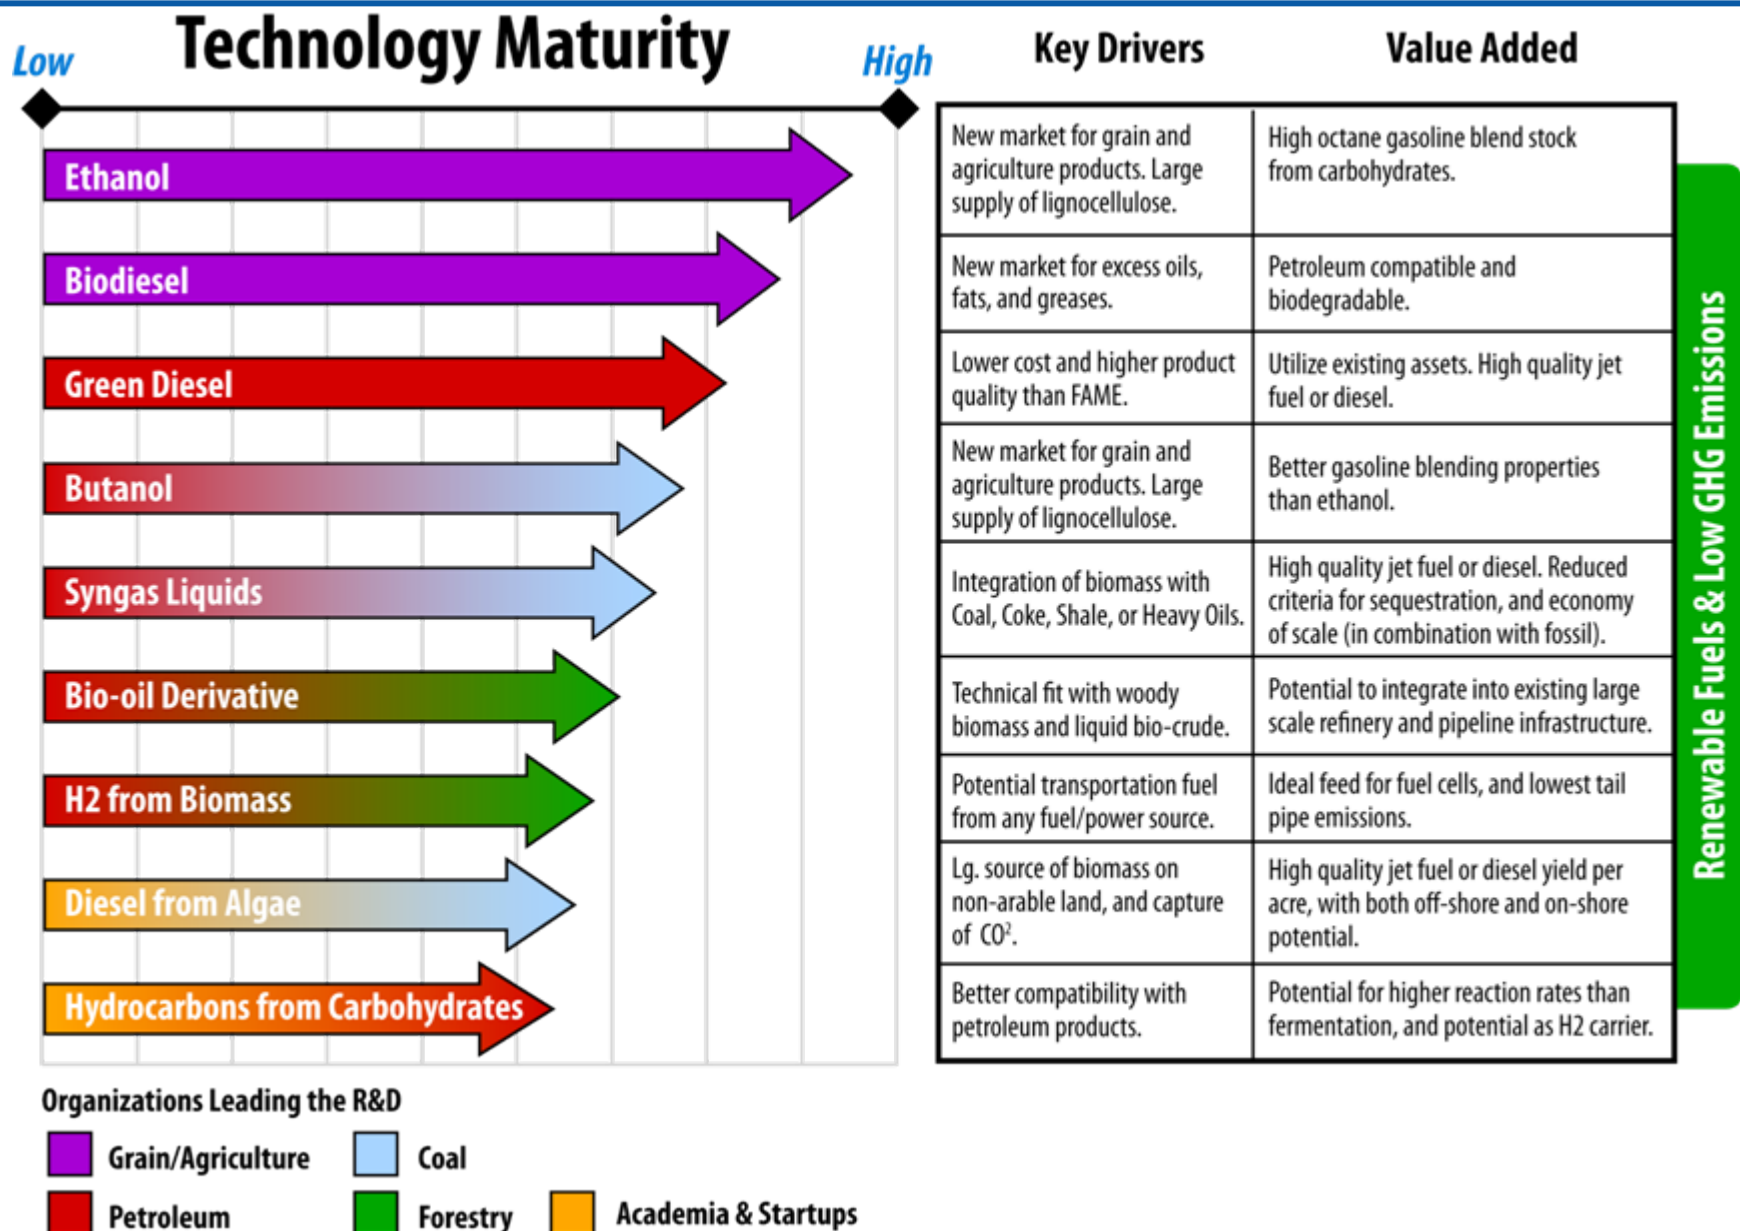 Technology Maturity
Low
High
Key Drivers
Value Added
Ethanol
New market for grain and
agriculture products. Large
supply of lignocellulose.
High octane gasoline blend stock
from carbohydrates.
Biodiesel
New market for excess oils,
fats, and greases.
Petroleum compatible and
biodegradable.
Green Diesel
Lower cost and higher product
quality than FAME.
Utilize existing assets. High quality jet
fuel or diesel.
Butanol
New market for grain and
agriculture products. Large
supply of lignocellulose.
Better gasoline blending properties
than ethanol.
Syngas Liquids
Integration of biomass with
Coal, Coke, Shale, or Heavy Oils.
High quality jet fuel or diesel. Reduced
criteria for sequestration, and economy
of scale (in combination with fossil).
Bio-oil Derivative
Technical fit with woody
biomass and liquid bio-crude.
Potential to integrate into existing large
scale refinery and pipeline infrastructure.
H2 from Biomass
Potential transportation fuel
from any fuel/power source.
Ideal feed for fuel cells, and lowest tail
pipe emissions.
Diesel from Algae
Lg. source of biomass on
non-arable land, and capture
of CO².
High quality jet fuel or diesel yield per
acre, with both off-shore and on-shore
potential.
Hydrocarbons from Carbohydrates
Better compatibility with
petroleum products.
Potential for higher reaction rates than
fermentation, and potential as H2 carrier.
Renewable Fuels & Low GHG Emissions
Organizations Leading the R&D
Grain/Agriculture
Coal
Petroleum
Forestry
Academia & Startups